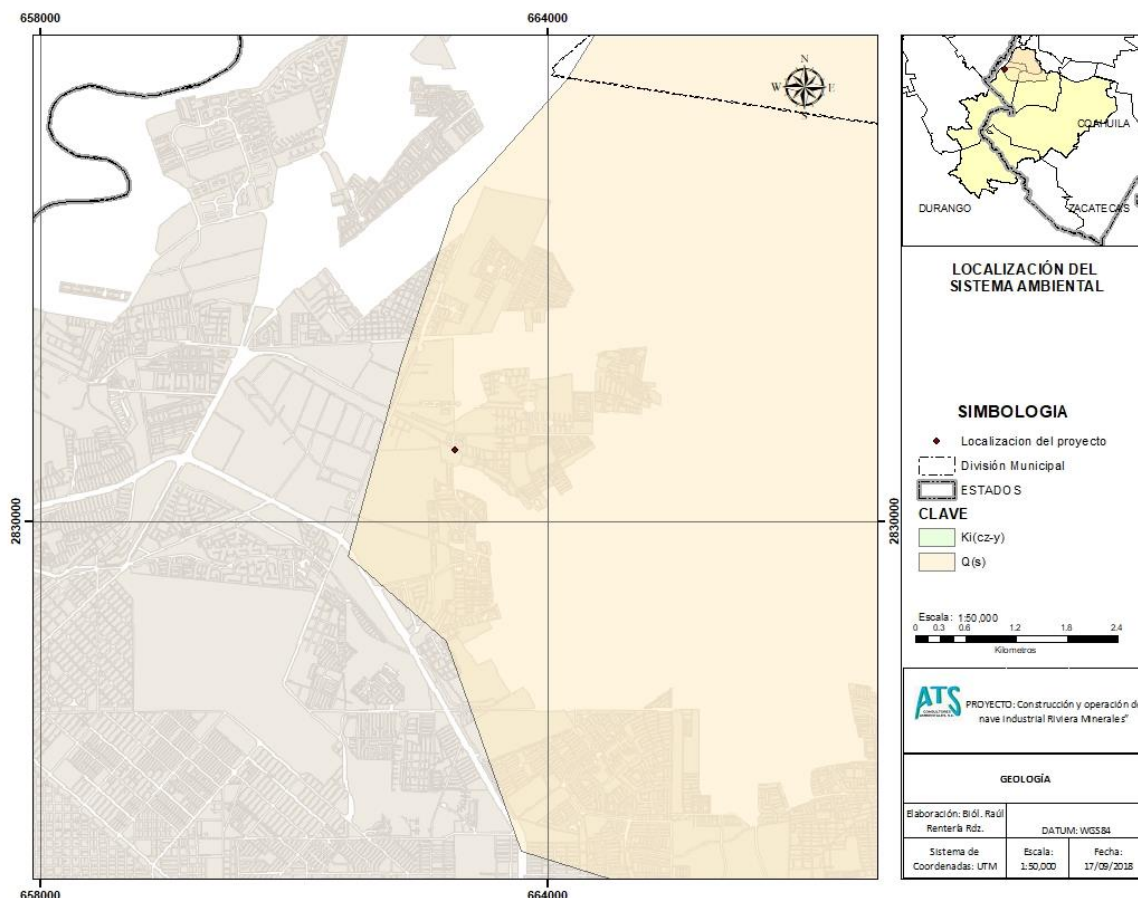 658000
664000
2830000
2830000
658000
664000
N
W
E
S
COAHUILA
DURANGO
ZACATECAS
LOCALIZACIÓN DEL
SISTEMA AMBIENTAL
SIMBOLOGIA
Localizacion del proyecto
División Municipal
ESTADOS
CLAVE
Ki(cz-y)
Q(s)
Escala: 1:50,000
0 0.3 0.6 1.2 1.8 2.4
Kilometros
ATS
CONSULTORES
AMBIENTALES, S.C.
PROYECTO: Construcción y operación de
nave Industrial Riviera Minerales"
GEOLOGÍA
Elaboración: Biól. Raúl
Rentería Rdz.
DATUM: WGS84
Sistema de
Coordenadas: UTM
Escala:
1:50,000
Fecha:
17/09/2018